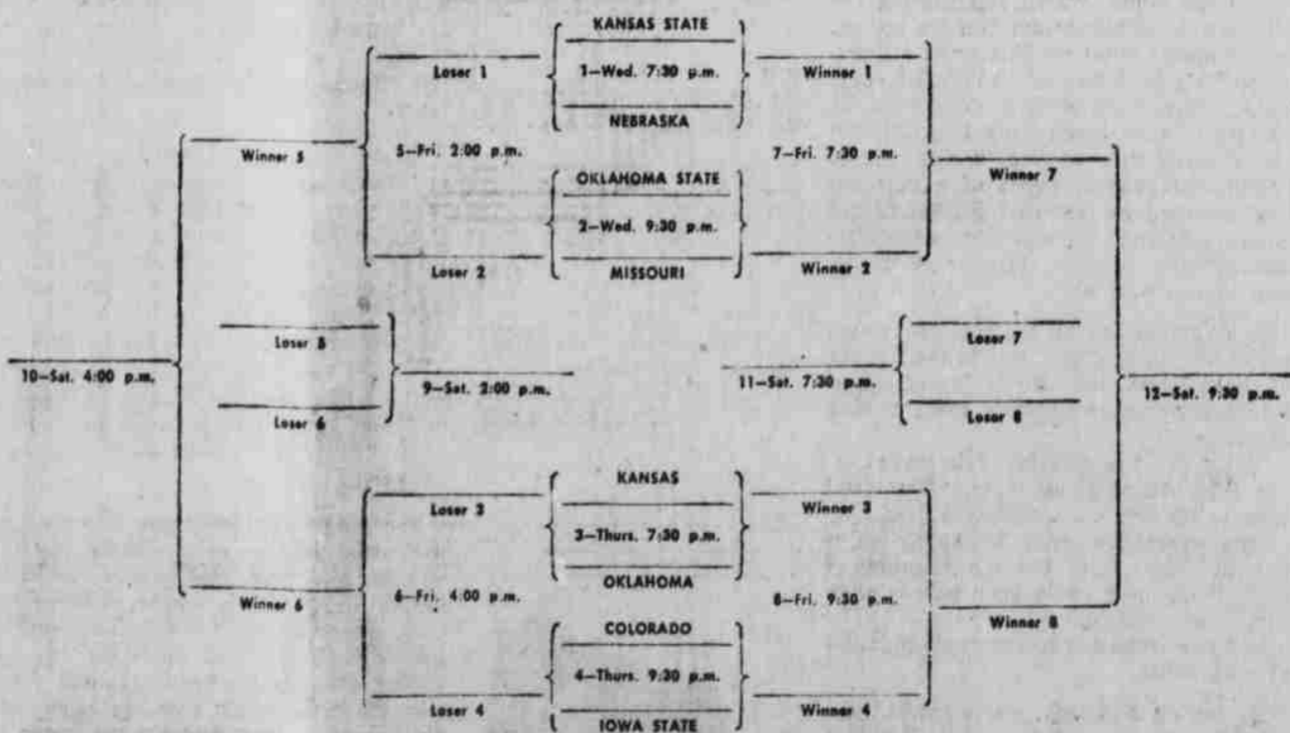 KANSAS STATE
Loser 1
1—Wed. 7:30 p.m.
Winner 1
NEBRASKA
Winner 5
5—Fri. 2:00 p.m.
7—Fri. 7:30 p.m.
Winner 7
OKLAHOMA STATE
2—Wed. 9:30 p.m.
Loser 2
MISSOURI
Winner 2
Loser 5
Loser 7
10—Sat. 4:00 p.m.
9—Sat. 2:00 p.m.
11—Sat. 7:30 p.m.
12—Sat. 9:30 p.m.
Loser 6
Loser 8
KANSAS
Loser 3
Winner 3
3—Thurs. 7:30 p.m.
OKLAHOMA
Winner 6
6—Fri. 4:00 p.m.
8—Fri. 9:30 p.m.
Winner 8
COLORADO
4—Thurs. 9:30 p.m.
Loser 4
Winner 4
IOWA STATE